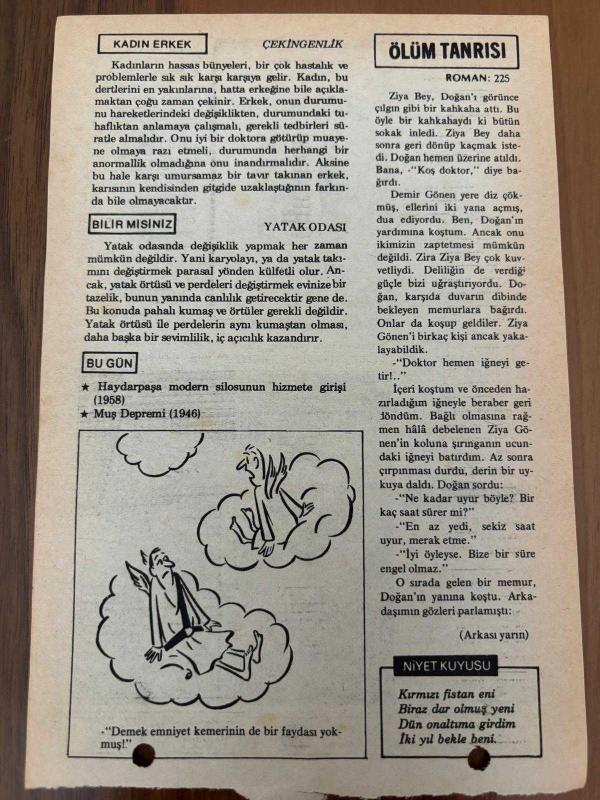 KADIN ERKEK
ÇEKİNGENLİK
Kadınların hassas bünyeleri, bir çok hastalık ve
problemlerle sık sık karşı karşıya gelir. Kadın, bu
dertlerini en yakınlarına, hatta erkeğine bile açıkla-
maktan çoğu zaman çekinir. Erkek, onun durumu-
nu hareketlerindeki değişiklikten, durumundaki tu-
haflıktan anlamaya çalışmalı, gerekli tedbirleri sü-
ratle almalıdır. Onu iyi bir doktora götürüp muaye-
ne olmaya razı etmeli, durumunda herhangi bir
anormallik olmadığına onu inandırmalıdır. Aksine
bu hale karşı umursamaz bir tavır takınan erkek,
karısının kendisinden gitgide uzaklaştığının farkın-
da bile olmayacatır.
BİLİR MİSİNİZ
YATAK ODASI
Yatak odasında değişiklik yapmak her zaman
mümkün değildir. Yani karyolayı, ya da yatak takı-
mını değiştirmek parasal yönden külfetli olur. An-
cak, yatak örtüsü ve perdeleri değiştirmek evinize bir
tazelik, bunun yanında canlılık getirecektir gene de.
Bu konuda pahalı kumaş ve örtüler gerekli değildir.
Yatak örtüsü ile perdelerin aynı kumaştan olması,
daha başka bir sevimlilik, iç açıcılık kazandırır.
BU GÜN
★ Haydarpaşa modern silosunun hizmete girişi
(1958)
★ Muş Depremi (1946)
-"Demek emniyet kemerinin de bir faydası yok-
muş!"
ÖLÜM TANRISI
ROMAN: 225
Ziya Bey, Doğan'ı görünce
çılgın gibi bir kahkaha attı. Bu
öyle bir kahkahaydı ki bütün
sokak inledi. Ziya Bey daha
sonra geri dönüp kaçmak iste-
di. Doğan hemen üzerine atıldı.
Bana, -"Koş doktor," diye ba-
ğırdı.
Demir Gönen yere diz çök-
müş, ellerini iki yana açmış,
dua ediyordu. Ben, Doğan'ın
yardımına koştum. Ancak onu
ikimizin zaptetmesi mümkün
değildi. Zira Ziya Bey çok kuv-
vetliydi. Deliliğin de verdiği
güçle bizi uğraştırıyordu. Do-
ğan, karşıda duvarın dibinde
bekleyen memurlara bağırdı.
Onlar da koşup geldiler. Ziya
Gönen'i birkaç kişi ancak yaka-
layabildik.
-"Doktor hemen iğneyi ge-
tir!.."
İçeri koştum ve önceden ha-
zırladığım iğneyle beraber geri
döndüm. Bağlı olmasına rağ-
men hâlâ debelenen Ziya Gö-
nen'in koluna şırınganın ucun-
daki iğneyi batırdım. Az sonra
çırpınması durdu, derin bir uy-
kuya daldı. Doğan sordu:
-"Ne kadar uyur böyle? Bir
kaç saat sürer mi?"
-"En az yedi, sekiz saat
uyur, merak etme."
-"İyi öyleyse. Bize bir süre
engel olmaz."
O sırada gelen bir memur,
Doğan'ın yanına koştu. Arka-
daşımın gözleri parlamıştı:
(Arkası yarın)
NİYET KUYUSU
Kırmızı fistan eni
Biraz dar olmuş yeni
Dün onaltıma girdim
İki yıl bekle beni.